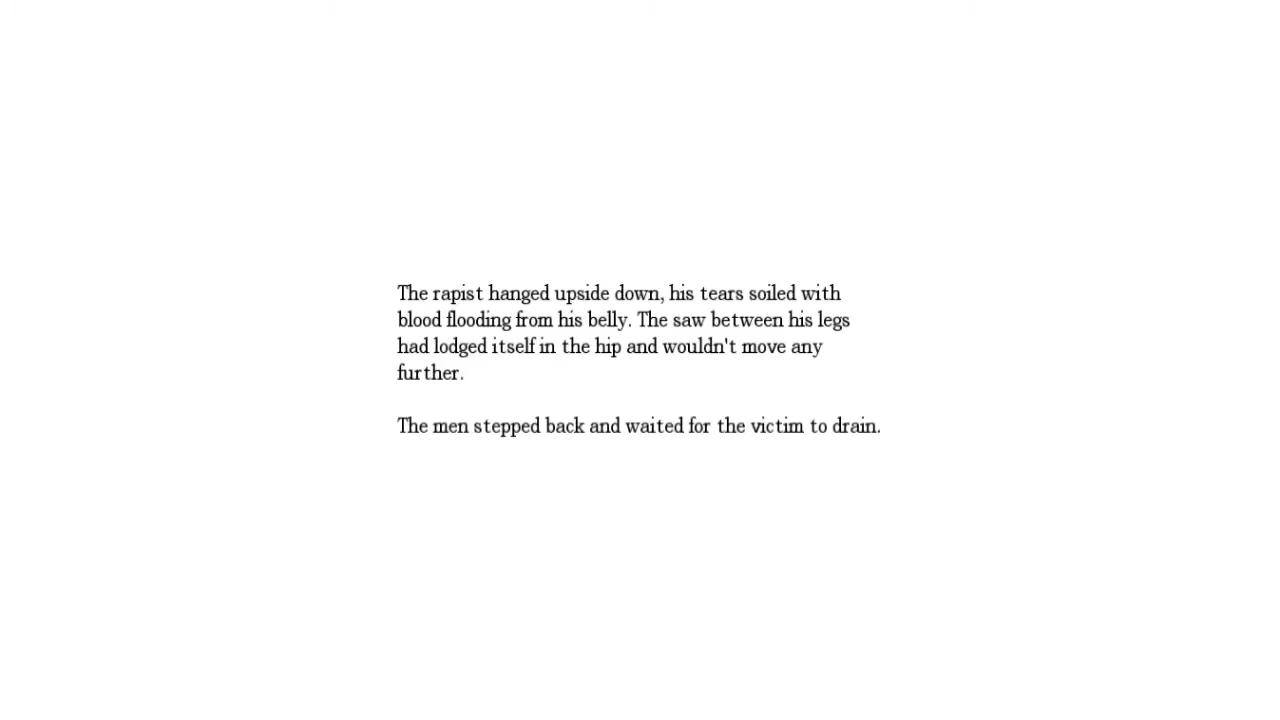 The rapist hanged upside down, his tears soiled with
blood flooding from his belly. The saw between his legs
had lodged itself in the hip and wouldn't move any
further.
The men stepped back and waited for the victim to drain.